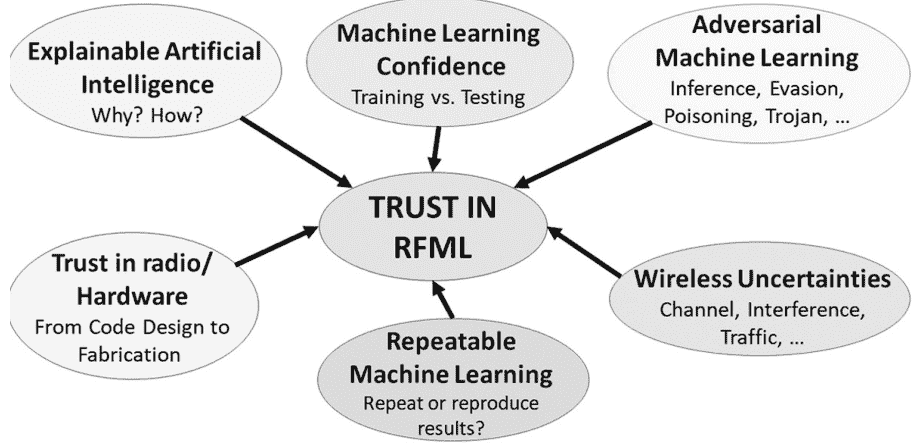 Explainable Artificial
Intelligence
Why? How?
Machine Learning
Confidence
Training vs. Testing
Adversarial
Machine Learning
Inference, Evasion,
Poisoning, Trojan, ...
TRUST IN
RFML
Trust in radio/
Hardware
From Code Design to
Fabrication
Repeatable
Machine Learning
Repeat or reproduce
results?
Wireless Uncertainties
Channel, Interference,
Traffic, ...